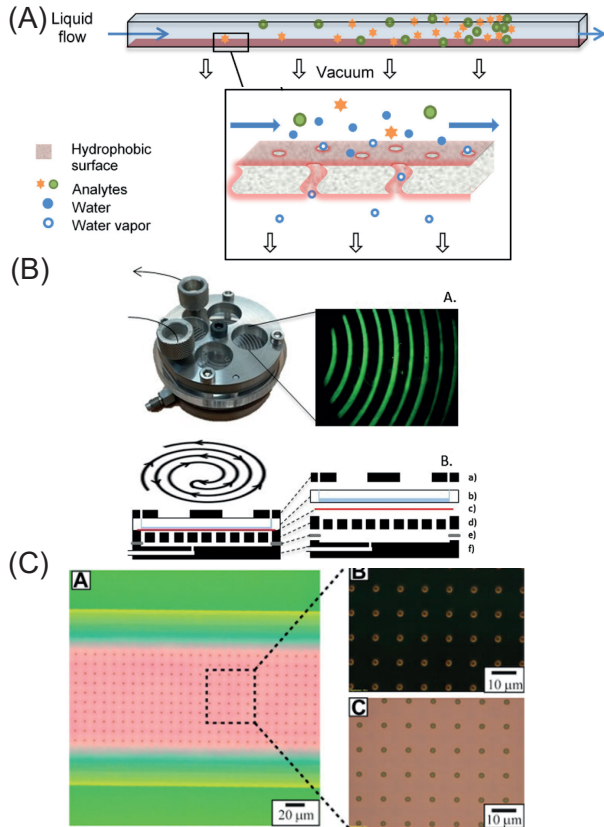 (A)
Liquid
flow
Vacuum
Hydrophobic
surface
Analytes
Water
Water vapor
(B)
A.
B.
a)
b)
c)
d)
e)
f)
(C)
A
20 μm
B
10 μm
C
10 μm